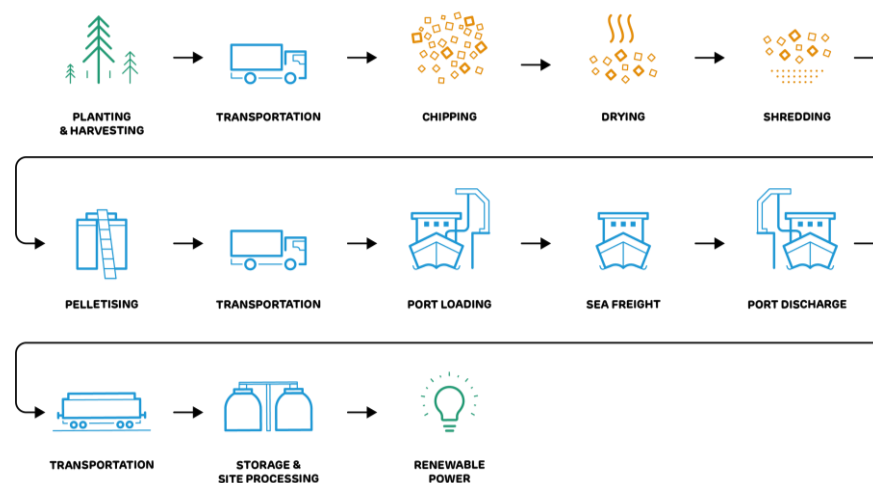 PLANTING
& HARVESTING
TRANSPORTATION
CHIPPING
DRYING
SHREDDING
PELLETISING
TRANSPORTATION
PORT LOADING
SEA FREIGHT
PORT DISCHARGE
TRANSPORTATION
STORAGE &
SITE PROCESSING
RENEWABLE
POWER